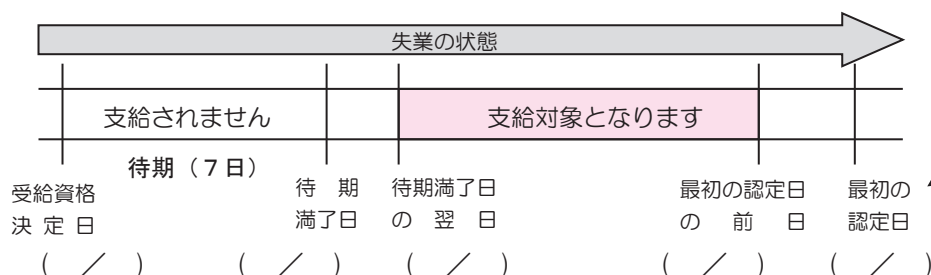 失業の状態
支給されません
支給対象となります
待期（７日）
受給資格
決定日
待期
満了日
待期満了日
の翌日
最初の認定日
の前日
最初の
認定日
（　／　）
（　／　）
（　／　）
（　／　）
（　／　）